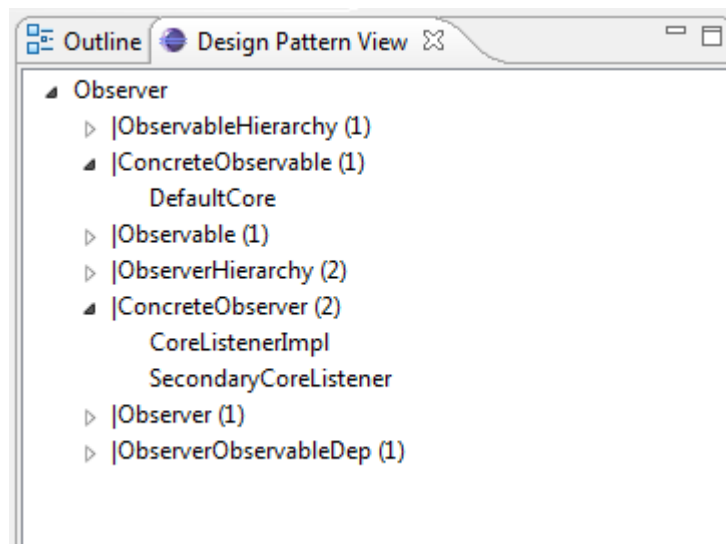 Outline Design Pattern View
Observer
|ObservableHierarchy (1)
|ConcreteObservable (1)
DefaultCore
|Observable (1)
|ObserverHierarchy (2)
|ConcreteObserver (2)
CoreListenerImpl
SecondaryCoreListener
|Observer (1)
|ObserverObservableDep (1)